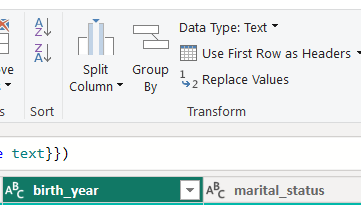 Data Type: Text
Use First Row as Headers
Replace Values
Split
Column
Group
By
Sort
Transform
text}})
birth_year
marital_status